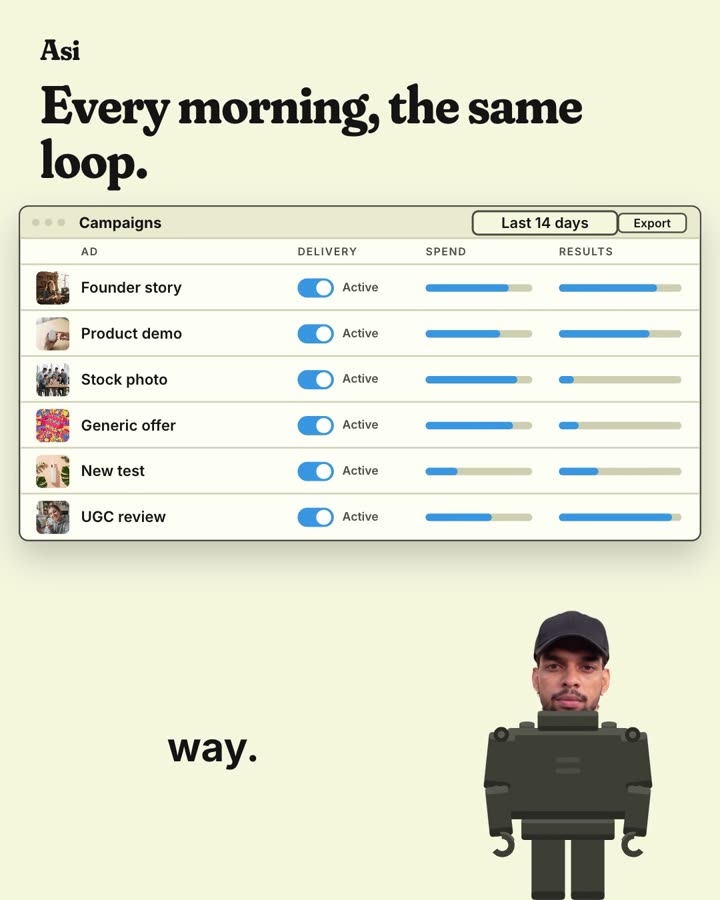 Asi
Every morning, the same
loop.
Campaigns
Last 14 days
Export
AD DELIVERY SPEND RESULTS
Founder story Active
Product demo Active
Stock photo Active
Generic offer Active
New test Active
UGC review Active
way.